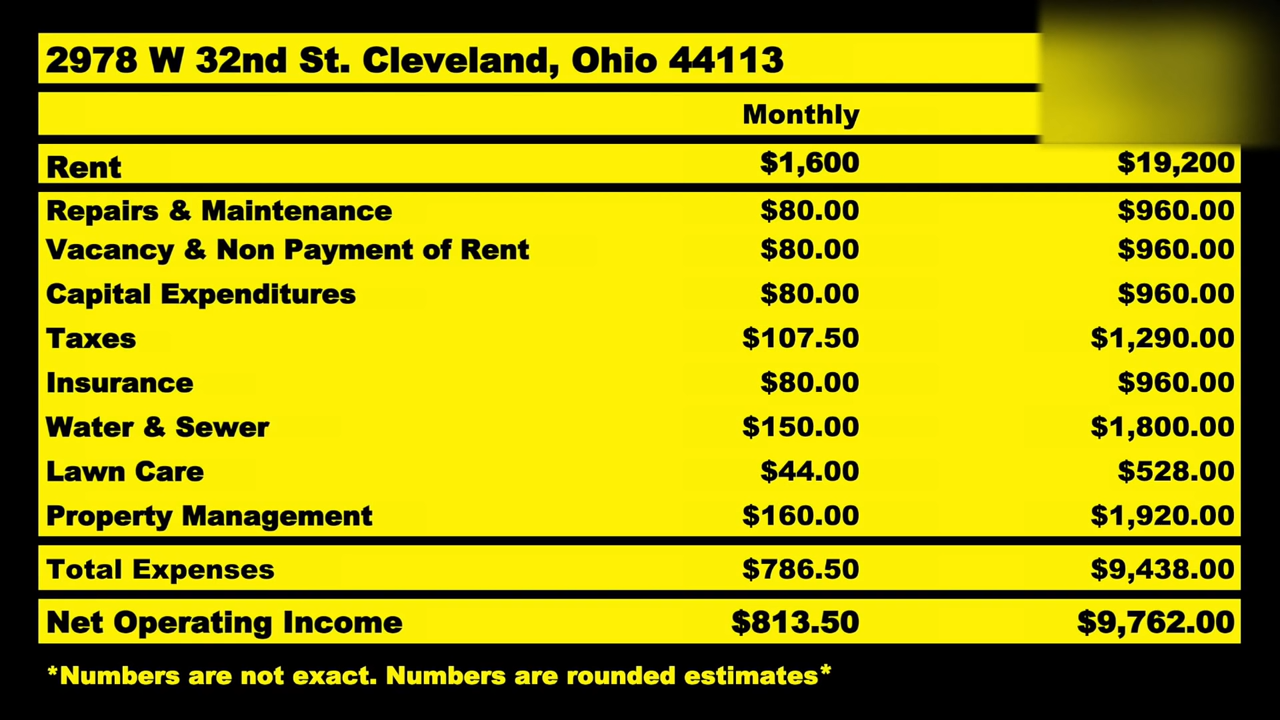 2978 W 32nd St. Cleveland, Ohio 44113
Monthly
Rent $1,600 $19,200
Repairs & Maintenance $80.00 $960.00
Vacancy & Non Payment of Rent $80.00 $960.00
Capital Expenditures $80.00 $960.00
Taxes $107.50 $1,290.00
Insurance $80.00 $960.00
Water & Sewer $150.00 $1,800.00
Lawn Care $44.00 $528.00
Property Management $160.00 $1,920.00
Total Expenses $786.50 $9,438.00
Net Operating Income $813.50 $9,762.00
*Numbers are not exact. Numbers are rounded estimates*